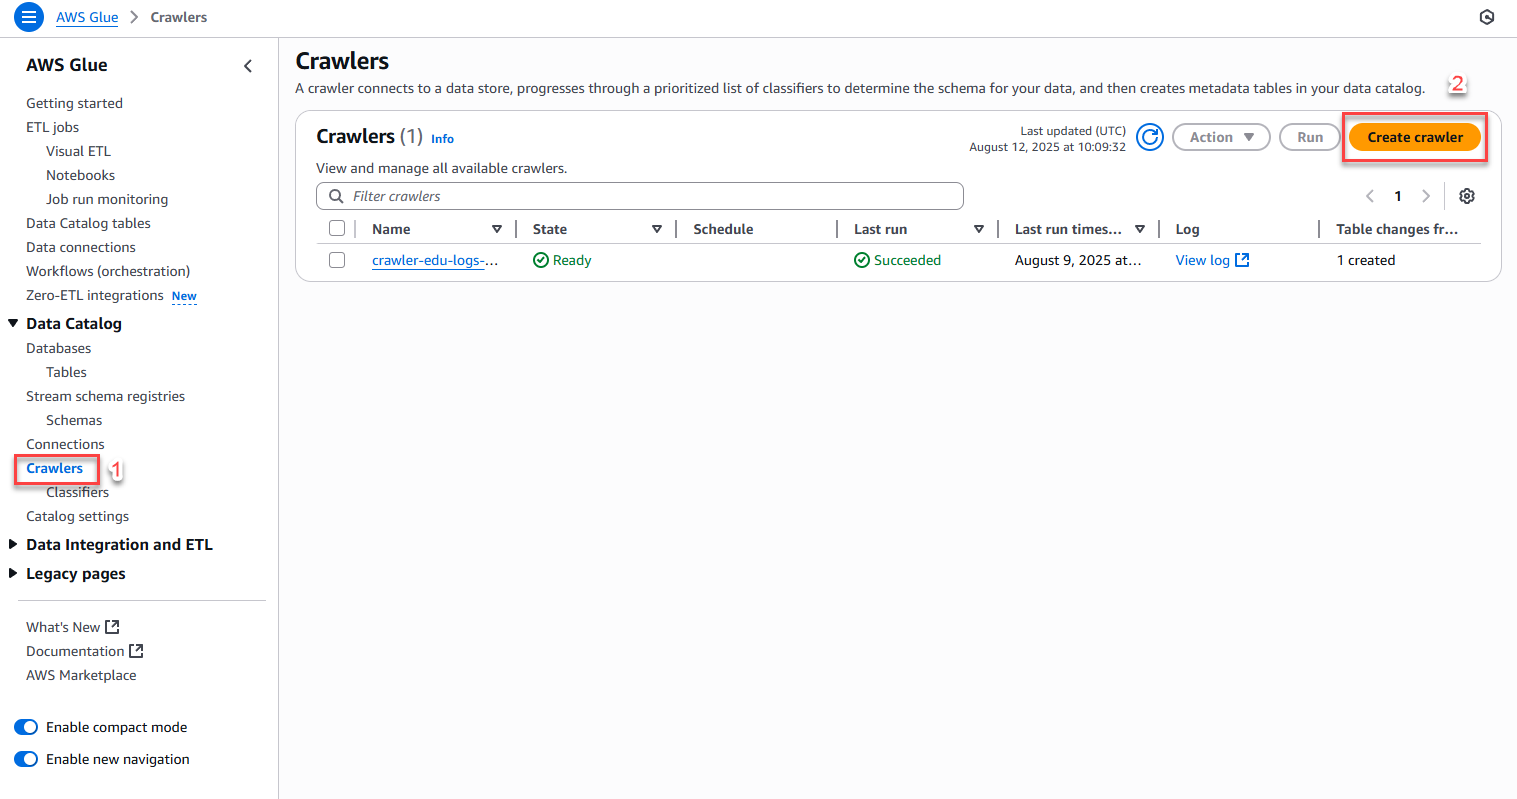 AWS Glue > Crawlers
AWS Glue
Getting started
ETL jobs
Visual ETL
Notebooks
Job run monitoring
Data Catalog tables
Data connections
Workflows (orchestration)
Zero-ETL integrations New
Data Catalog
Databases
Tables
Stream schema registries
Schemas
Connections
Crawlers 1
Classifiers
Catalog settings
Data Integration and ETL
Legacy pages
What's New
Documentation
AWS Marketplace
Enable compact mode
Enable new navigation
Crawlers
A crawler connects to a data store, progresses through a prioritized list of classifiers to determine the schema for your data, and then creates metadata tables in your data catalog.
2
Crawlers (1) Info
Last updated (UTC)
August 12, 2025 at 10:09:32
Action
Run
Create crawler
View and manage all available crawlers.
Filter crawlers
1
Name State Schedule Last run Last run times... Log Table changes fr...
crawler-edu-logs-... Ready Succeeded August 9, 2025 at... View log 1 created